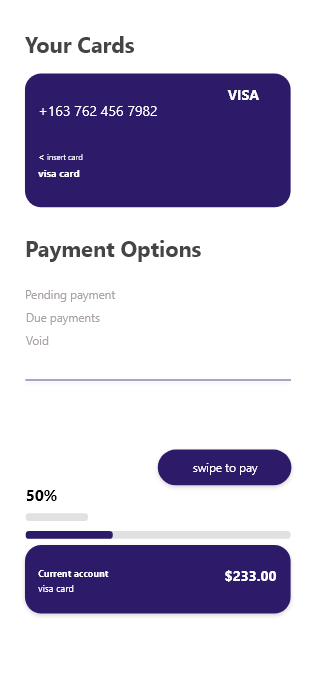 Your Cards
VISA
+163 762 456 7982
< insert card
visa card
Payment Options
Pending payment
Due payments
Void
swipe to pay
50%
Current account
$233.00
visa card